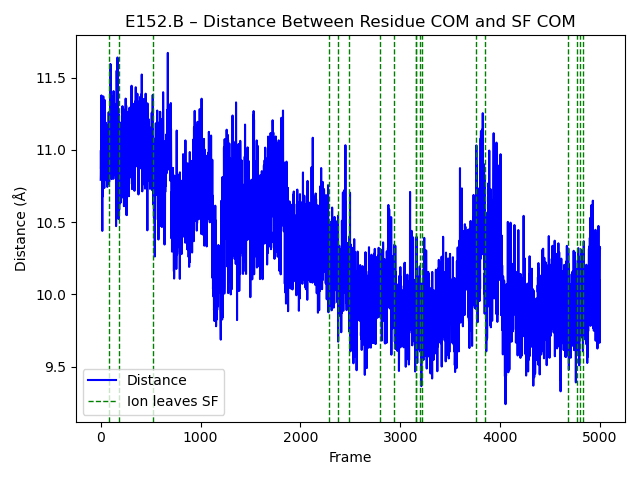 E152.B – Distance Between Residue COM and SF COM
Distance (Å)
11.5
11.0
10.5
10.0
9.5
Distance
Ion leaves SF
0
1000
2000
3000
4000
5000
Frame